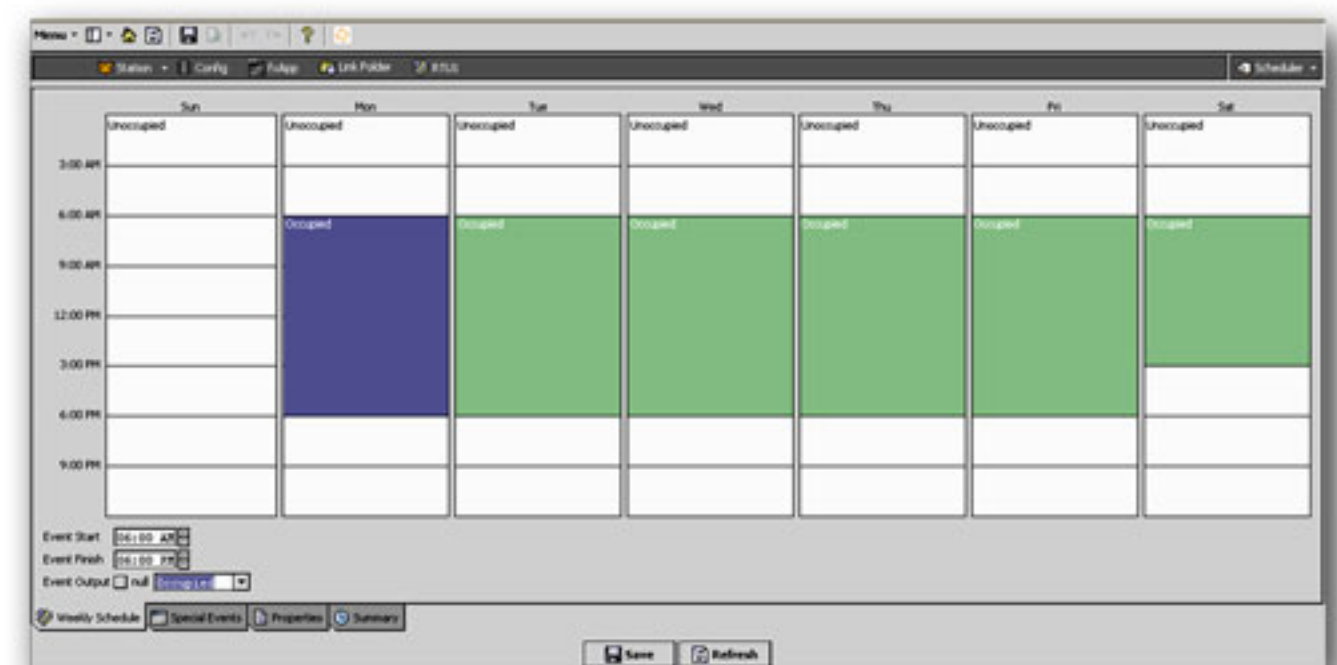 Menu
Station Config FxApp Link Folder RTU1 Scheduler
Sun Mon Tue Wed Thu Fri Sat
Unoccupied Unoccupied Unoccupied Unoccupied Unoccupied Unoccupied Unoccupied
3:00 AM
6:00 AM
Occupied Occupied Occupied Occupied Occupied Occupied
9:00 AM
12:00 PM
3:00 PM
6:00 PM
9:00 PM
Event Start 06:00 AM
Event Finish 06:00 PM
Event Output null Occupied
Weekly Schedule Special Events Properties Summary
Save Refresh